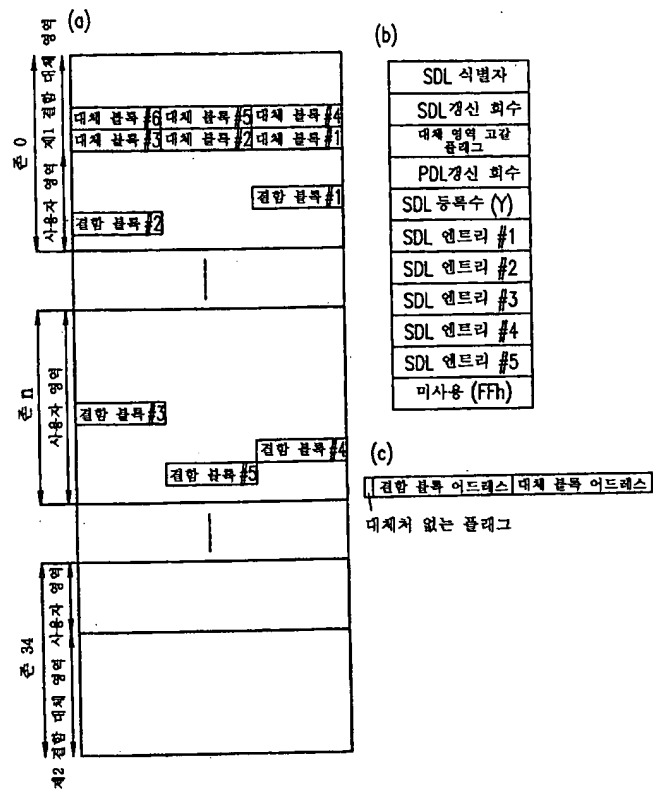 (a)
존 0
제1 결함 대체 영역
사용자 영역
대체 블록 #6 대체 블록 #5 대체 블록 #4
대체 블록 #3 대체 블록 #2 대체 블록 #1
결함 블록 #1
결함 블록 #2
존 n
사용자 영역
결함 블록 #3
결함 블록 #4
결함 블록 #5
존 34
사용자 영역
제2 결함 대체 영역
(b)
SDL 식별자
SDL갱신 회수
대체 영역 고갈
플래그
PDL갱신 회수
SDL 등록수 (Y)
SDL 엔트리 #1
SDL 엔트리 #2
SDL 엔트리 #3
SDL 엔트리 #4
SDL 엔트리 #5
미사용 (FFh)
(c)
결함 블록 어드레스 대체 블록 어드레스
대체처 없는 플래그